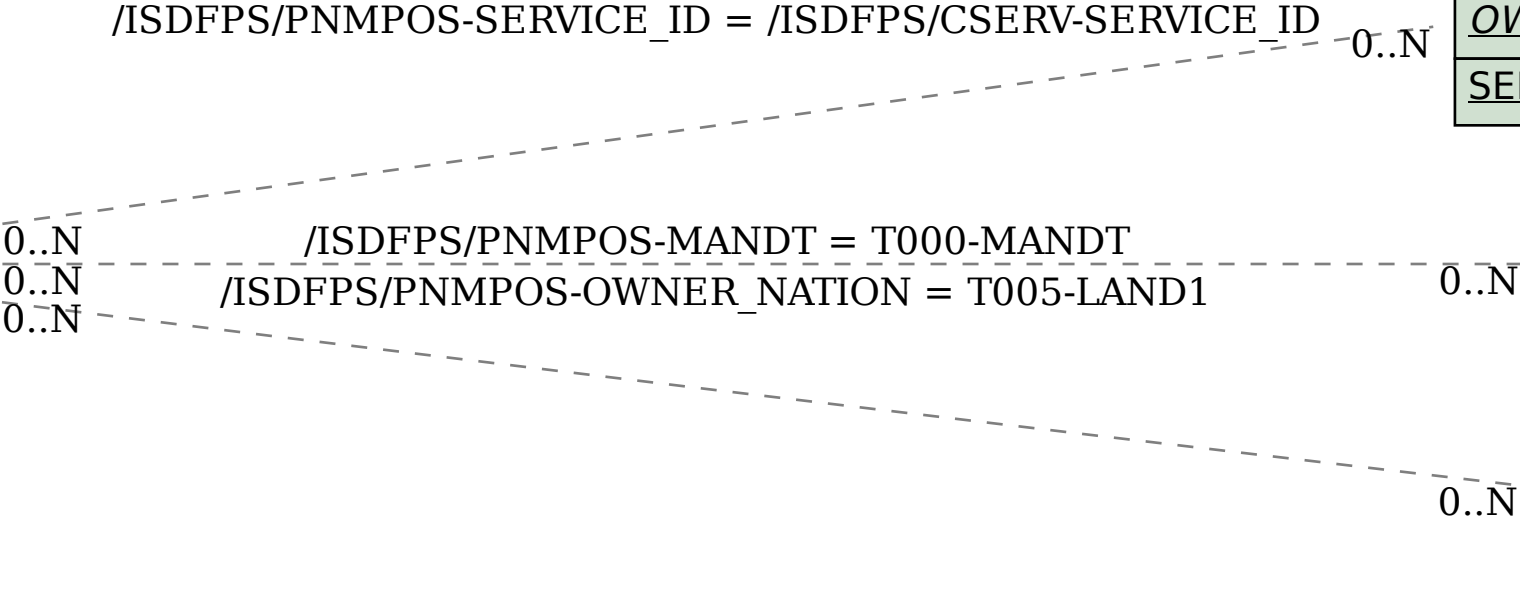 /ISDFPS/PNMPOS-SERVICE_ID = /ISDFPS/CSERV-SERVICE_ID
0..N
0..N
/ISDFPS/PNMPOS-MANDT = T000-MANDT
0..N
/ISDFPS/PNMPOS-OWNER_NATION = T005-LAND1
0..N
0..N
0..N